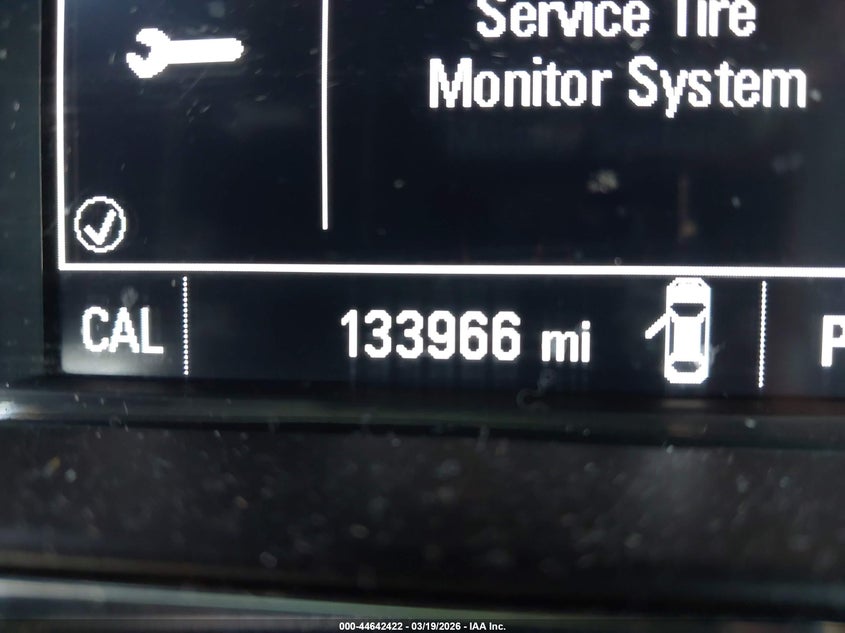 Service Tire
Monitor System
CAL
133966 mi
P
000-44642422 - 03/19/2026 - IAA Inc.